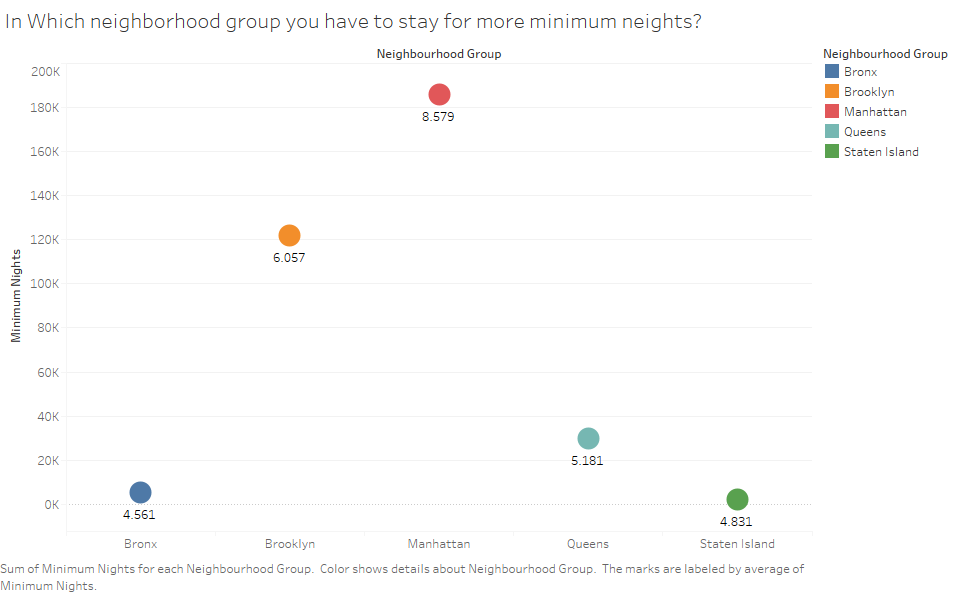 In Which neighborhood group you have to stay for more minimum neights?
Neighbourhood Group
Neighbourhood Group
Bronx
Brooklyn
Manhattan
Queens
Staten Island
Minimum Nights
200K
180K
160K
140K
120K
100K
80K
60K
40K
20K
0K
8.579
6.057
5.181
4.561
4.831
Bronx
Brooklyn
Manhattan
Queens
Staten Island
Sum of Minimum Nights for each Neighbourhood Group. Color shows details about Neighbourhood Group. The marks are labeled by average of
Minimum Nights.